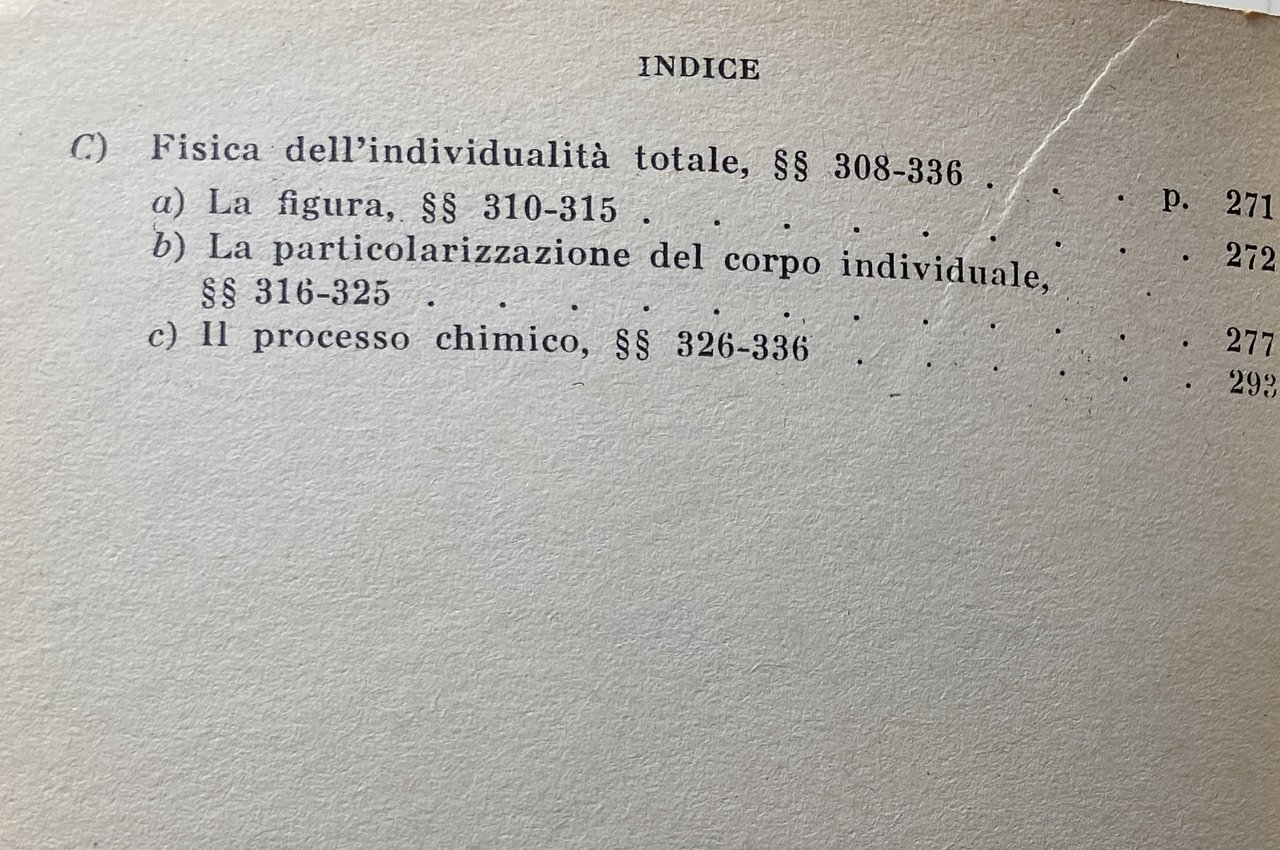 INDICE
C) Fisica dell'individualità totale, §§ 308-336 . . . p. 271
a) La figura, §§ 310-315 . . . . . . . . . 272
b) La particolarizzazione del corpo individuale,
§§ 316-325 . . . . . . . . . . . . 277
c) Il processo chimico, §§ 326-336 . . . . . . 293